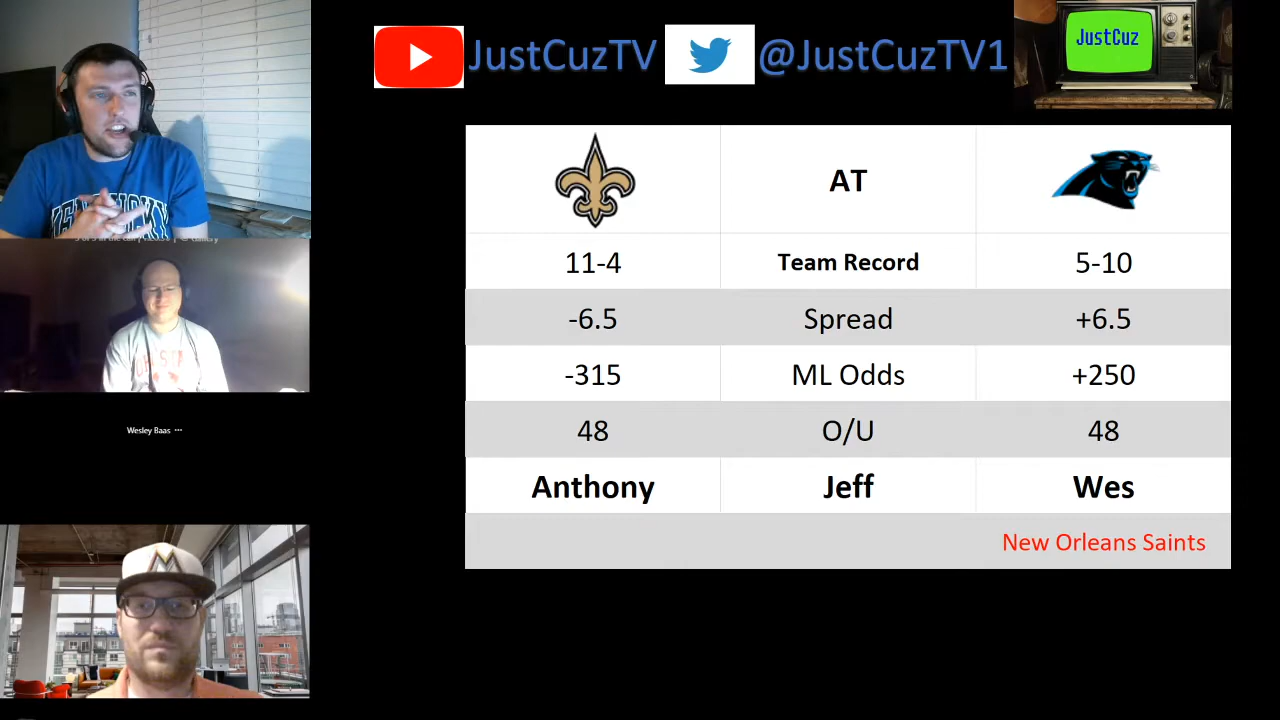 JustCuzTV @JustCuzTV1
JustCuz
AT
11-4 Team Record 5-10
-6.5 Spread +6.5
-315 ML Odds +250
48 O/U 48
Anthony Jeff Wes
New Orleans Saints
KENTUCKY
Wesley Baas ···
M